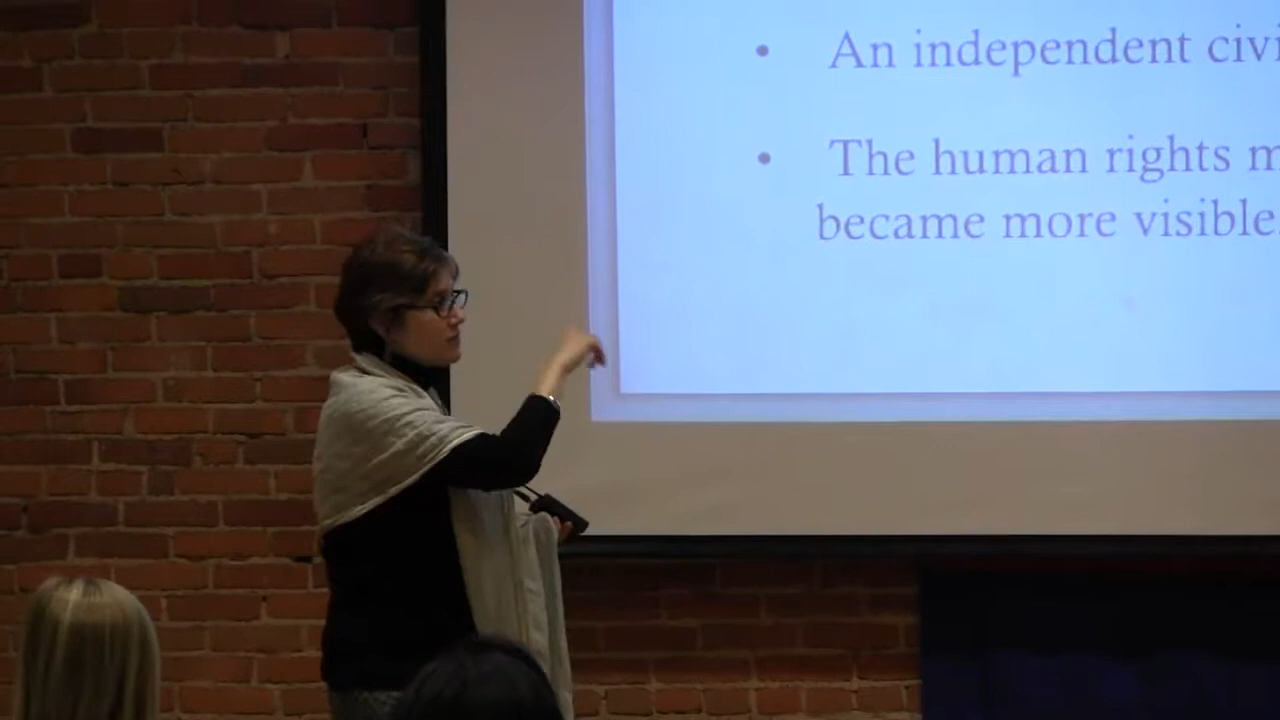 • An independent civi
• The human rights m
became more visible